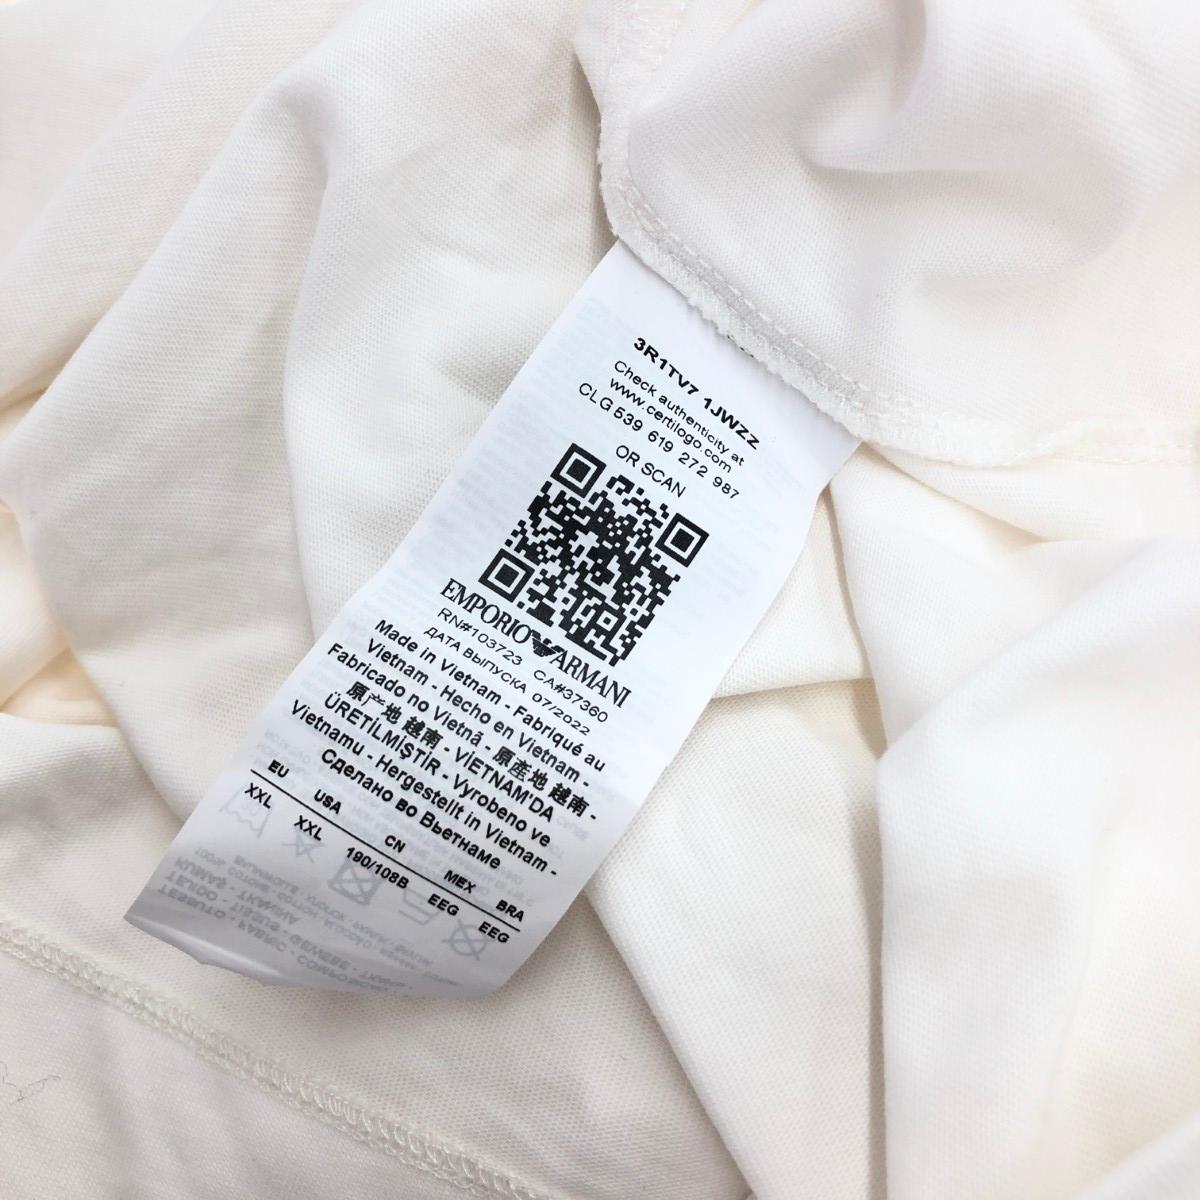 3R1TV7 1JWZZ
Check authenticity at
www.certilogo.com
CLG 539 619 272 987
OR SCAN
EMPORIO ARMANI
RN#103723 CA#37360
ДАТА ВЫПУСКА 07/2022
Made in Vietnam - Fabriqué au
Vietnam - Hecho en Vietnam -
Fabricado no Vietnã - 原產地 越南 -
原产地 越南 - VİETNAM'DA
ÜRETİLMİŞTİR - Vyrobeno ve
Vietnamu - Hergestellt in Vietnam -
Сделано во Вьетнаме
EU USA CN MEX BRA
XXL XXL 190/108B EEG EEG